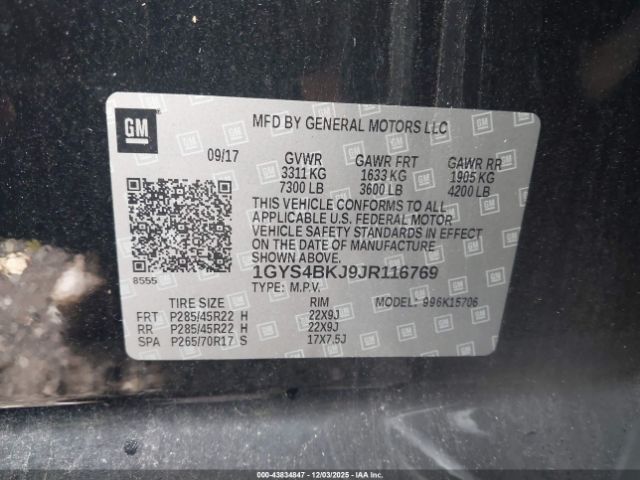 GM
MFD BY GENERAL MOTORS LLC
09/17 GVWR GAWR FRT GAWR RR
3311 KG 1633 KG 1905 KG
7300 LB 3600 LB 4200 LB
THIS VEHICLE CONFORMS TO ALL
APPLICABLE U.S. FEDERAL MOTOR
VEHICLE SAFETY STANDARDS IN EFFECT ON
THE DATE OF MANUFACTURE SHOWN ABOVE.
1GYS4BKJ9JR116769
8555
TYPE: M.P.V. MODEL: 996K15706
TIRE SIZE RIM
FRT P285/45R22 H 22X9J
RR P285/45R22 H 22X9J
SPA P265/70R17 S 17X7.5J
000-43834847 - 12/03/2025 - IAA, LLC